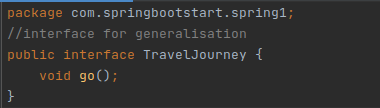 package com.springbootstart.spring1;
//interface for generalisation
public interface TravelJourney {
    void go();
}